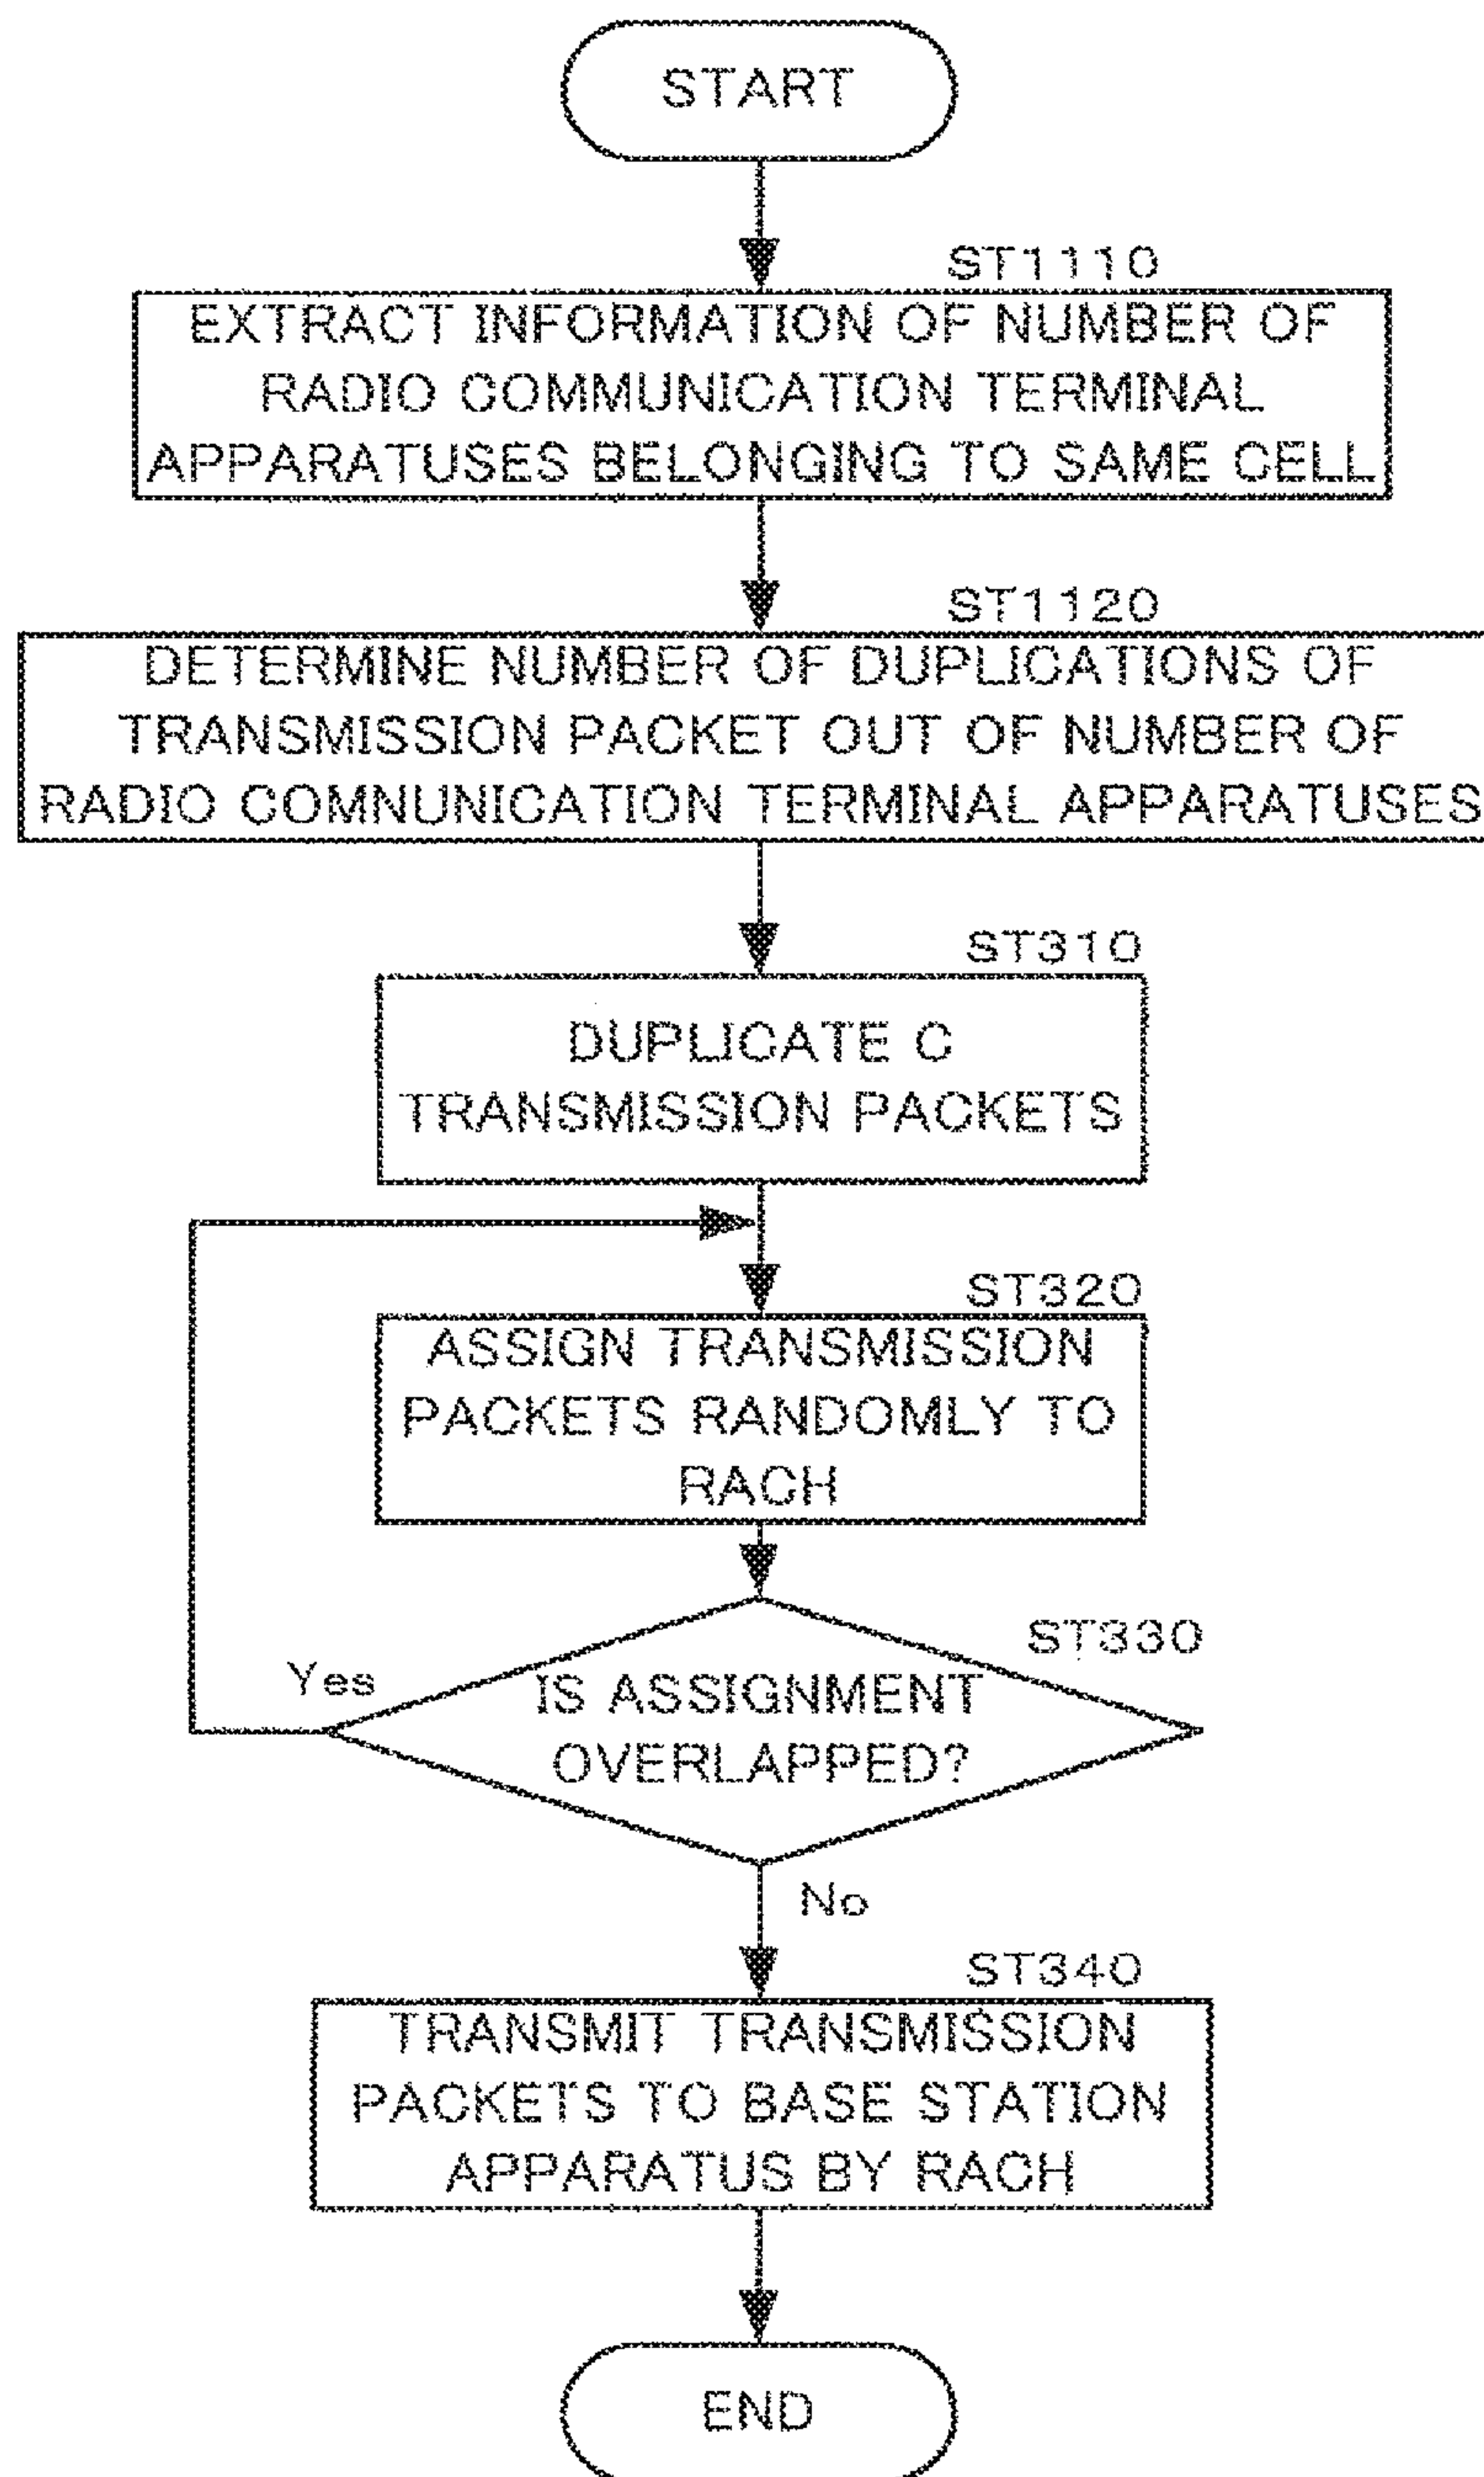 START
ST1110
EXTRACT INFORMATION OF NUMBER OF
RADIO COMMUNICATION TERMINAL
APPARATUSES BELONGING TO SAME CELL
ST1120
DETERMINE NUMBER OF DUPLICATIONS OF
TRANSMISSION PACKET OUT OF NUMBER OF
RADIO COMNUNICATION TERMINAL APPARATUSES
ST310
DUPLICATE C
TRANSMISSION PACKETS
ST320
ASSIGN TRANSMISSION
PACKETS RANDOMLY TO
RACH
ST330
Yes
IS ASSIGNMENT
OVERLAPPED?
No
ST340
TRANSMIT TRANSMISSION
PACKETS TO BASE STATION
APPARATUS BY RACH
END